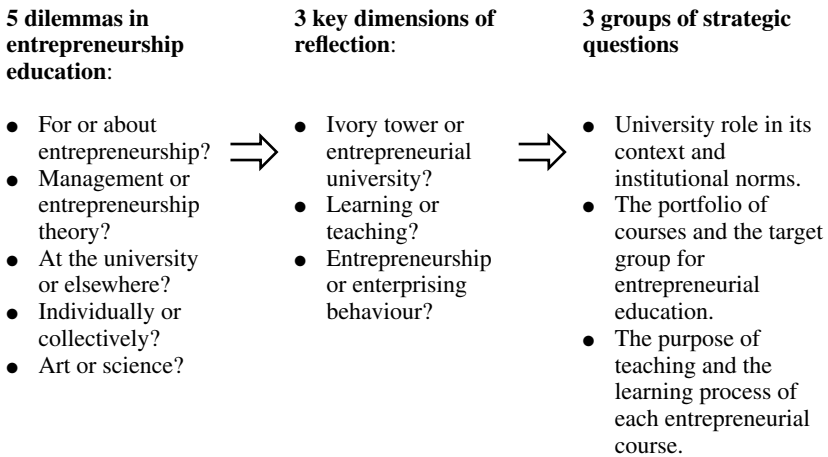 5 dilemmas in
entrepreneurship
education:
● For or about
entrepreneurship?
● Management or
entrepreneurship
theory?
● At the university
or elsewhere?
● Individually or
collectively?
● Art or science?
3 key dimensions of
reflection:
● Ivory tower or
entrepreneurial
university?
● Learning or
teaching?
● Entrepreneurship
or enterprising
behaviour?
3 groups of strategic
questions
● University role in its
context and
institutional norms.
● The portfolio of
courses and the target
group for
entrepreneurial
education.
● The purpose of
teaching and the
learning process of
each entrepreneurial
course.